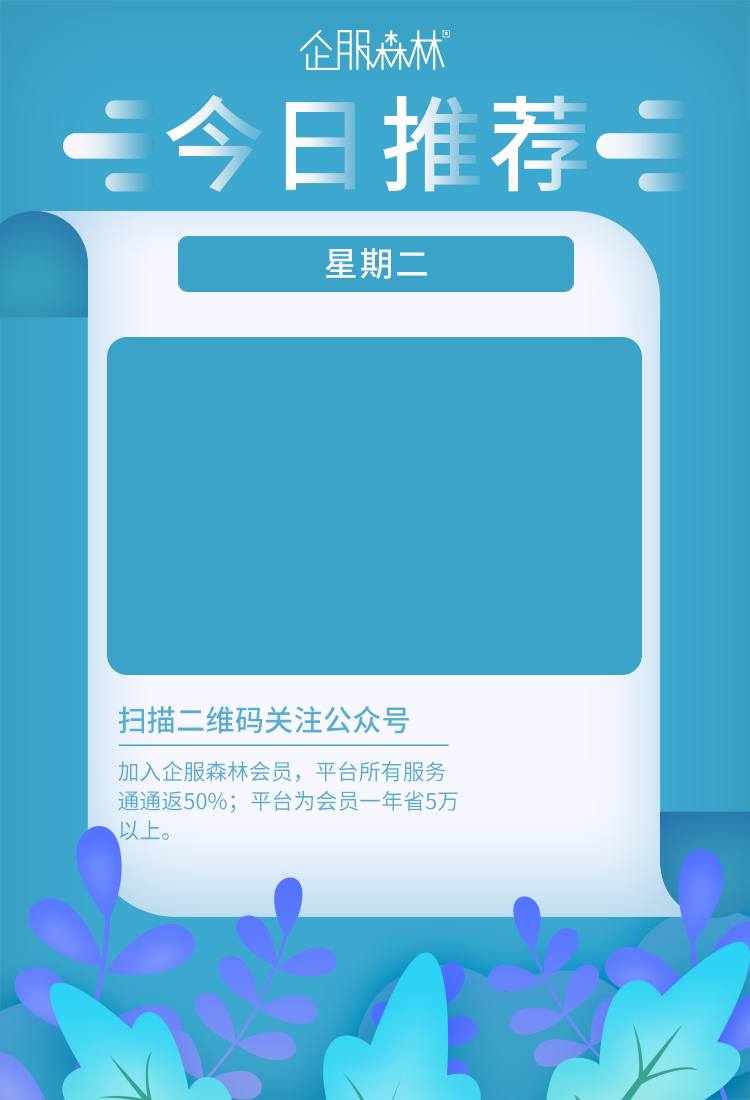 企服森林
今日推荐
星期二
扫描二维码关注公众号
加入企服森林会员，平台所有服务
通通返50%；平台为会员一年省5万
以上。